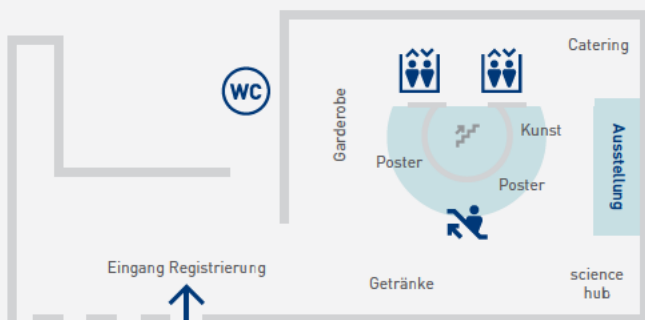 Catering
WC
Garderobe
Kunst
Poster
Poster
Ausstellung
Eingang Registrierung
Getränke
science
hub